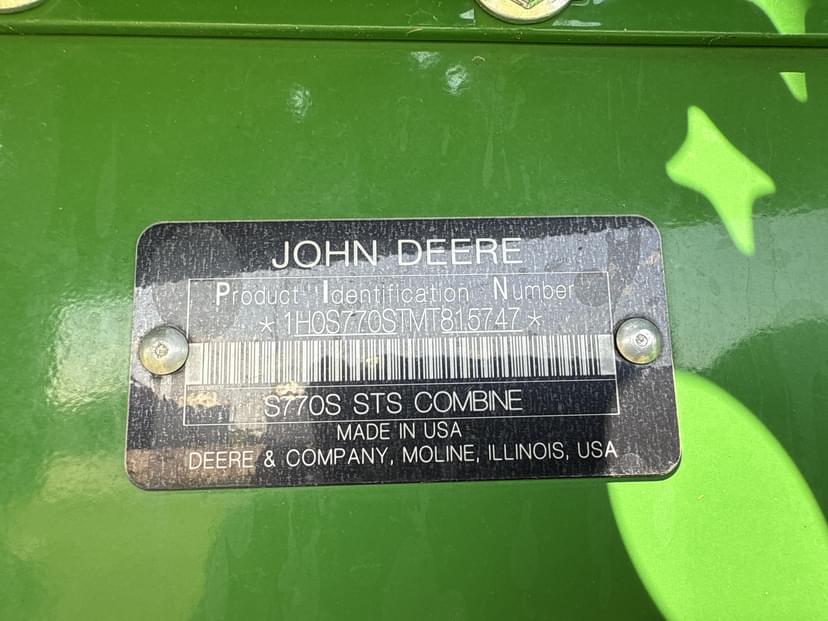 JOHN DEERE
Product Identification Number
*1H0S770STMT815747*
S770S STS COMBINE
MADE IN USA
DEERE & COMPANY, MOLINE, ILLINOIS, USA